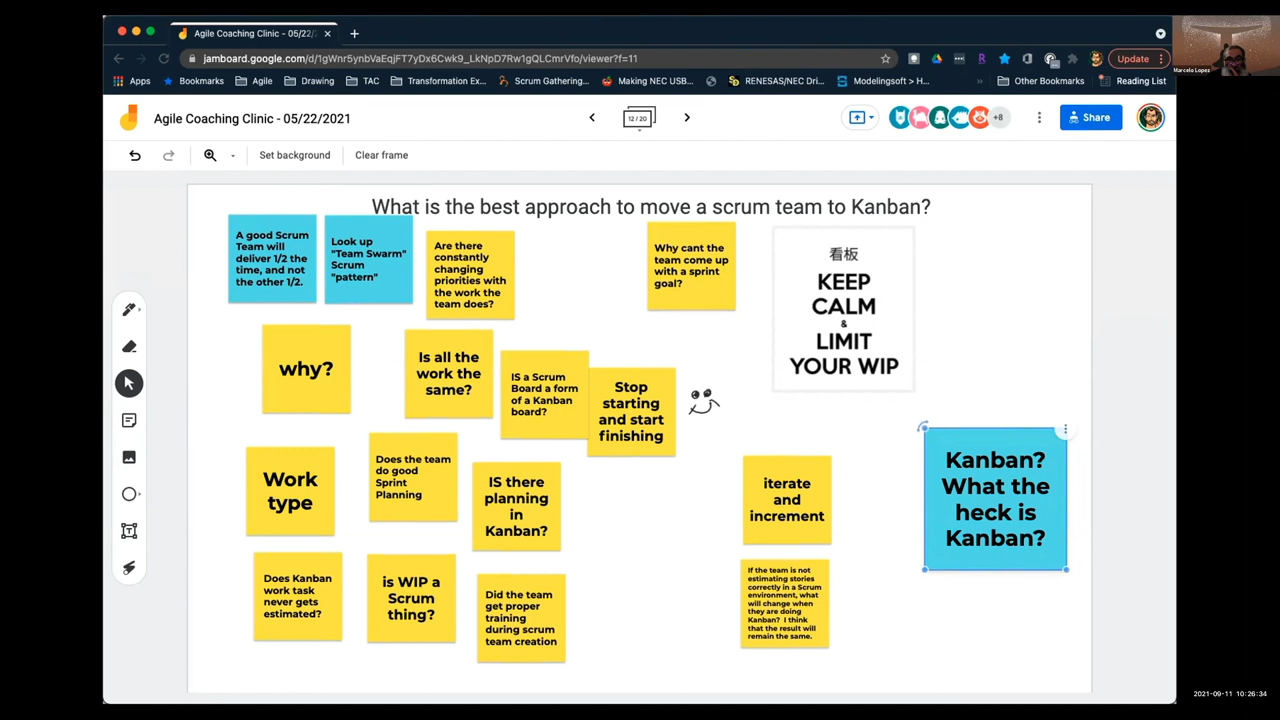 Agile Coaching Clinic - 05/22/
jamboard.google.com/d/1gWnr5ynbVaEqjFT7yDx6Cwk9_LkNpD7Rw1gQLCmrVfo/viewer?f=11
Update
Marcelo Lopez
Apps
Bookmarks
Agile
Drawing
TAC
Transformation Ex...
Scrum Gathering...
Making NEC USB...
RENESAS/NEC Dri...
Modelingsoft > H...
Other Bookmarks
Reading List
Agile Coaching Clinic - 05/22/2021
12 / 20
+8
Share
Set background
Clear frame
What is the best approach to move a scrum team to Kanban?
A good Scrum
Team will
deliver 1/2 the
time, and not
the other 1/2.
Look up
"Team Swarm"
Scrum
"pattern"
Are there
constantly
changing
priorities with
the work the
team does?
Why cant the
team come up
with a sprint
goal?
看板
KEEP
CALM
&
LIMIT
YOUR WIP
why?
Is all the
work the
same?
IS a Scrum
Board a form
of a Kanban
board?
Stop
starting
and start
finishing
Work
type
Does the team
do good
Sprint
Planning
IS there
planning
in
Kanban?
iterate
and
increment
Kanban?
What the
heck is
Kanban?
Does Kanban
work task
never gets
estimated?
is WIP a
Scrum
thing?
Did the team
get proper
training
during scrum
team creation
If the team is not
estimating stories
correctly in a Scrum
environment, what
will change when
they are doing
Kanban? I think
that the result will
remain the same.
2021-09-11 10:26:34